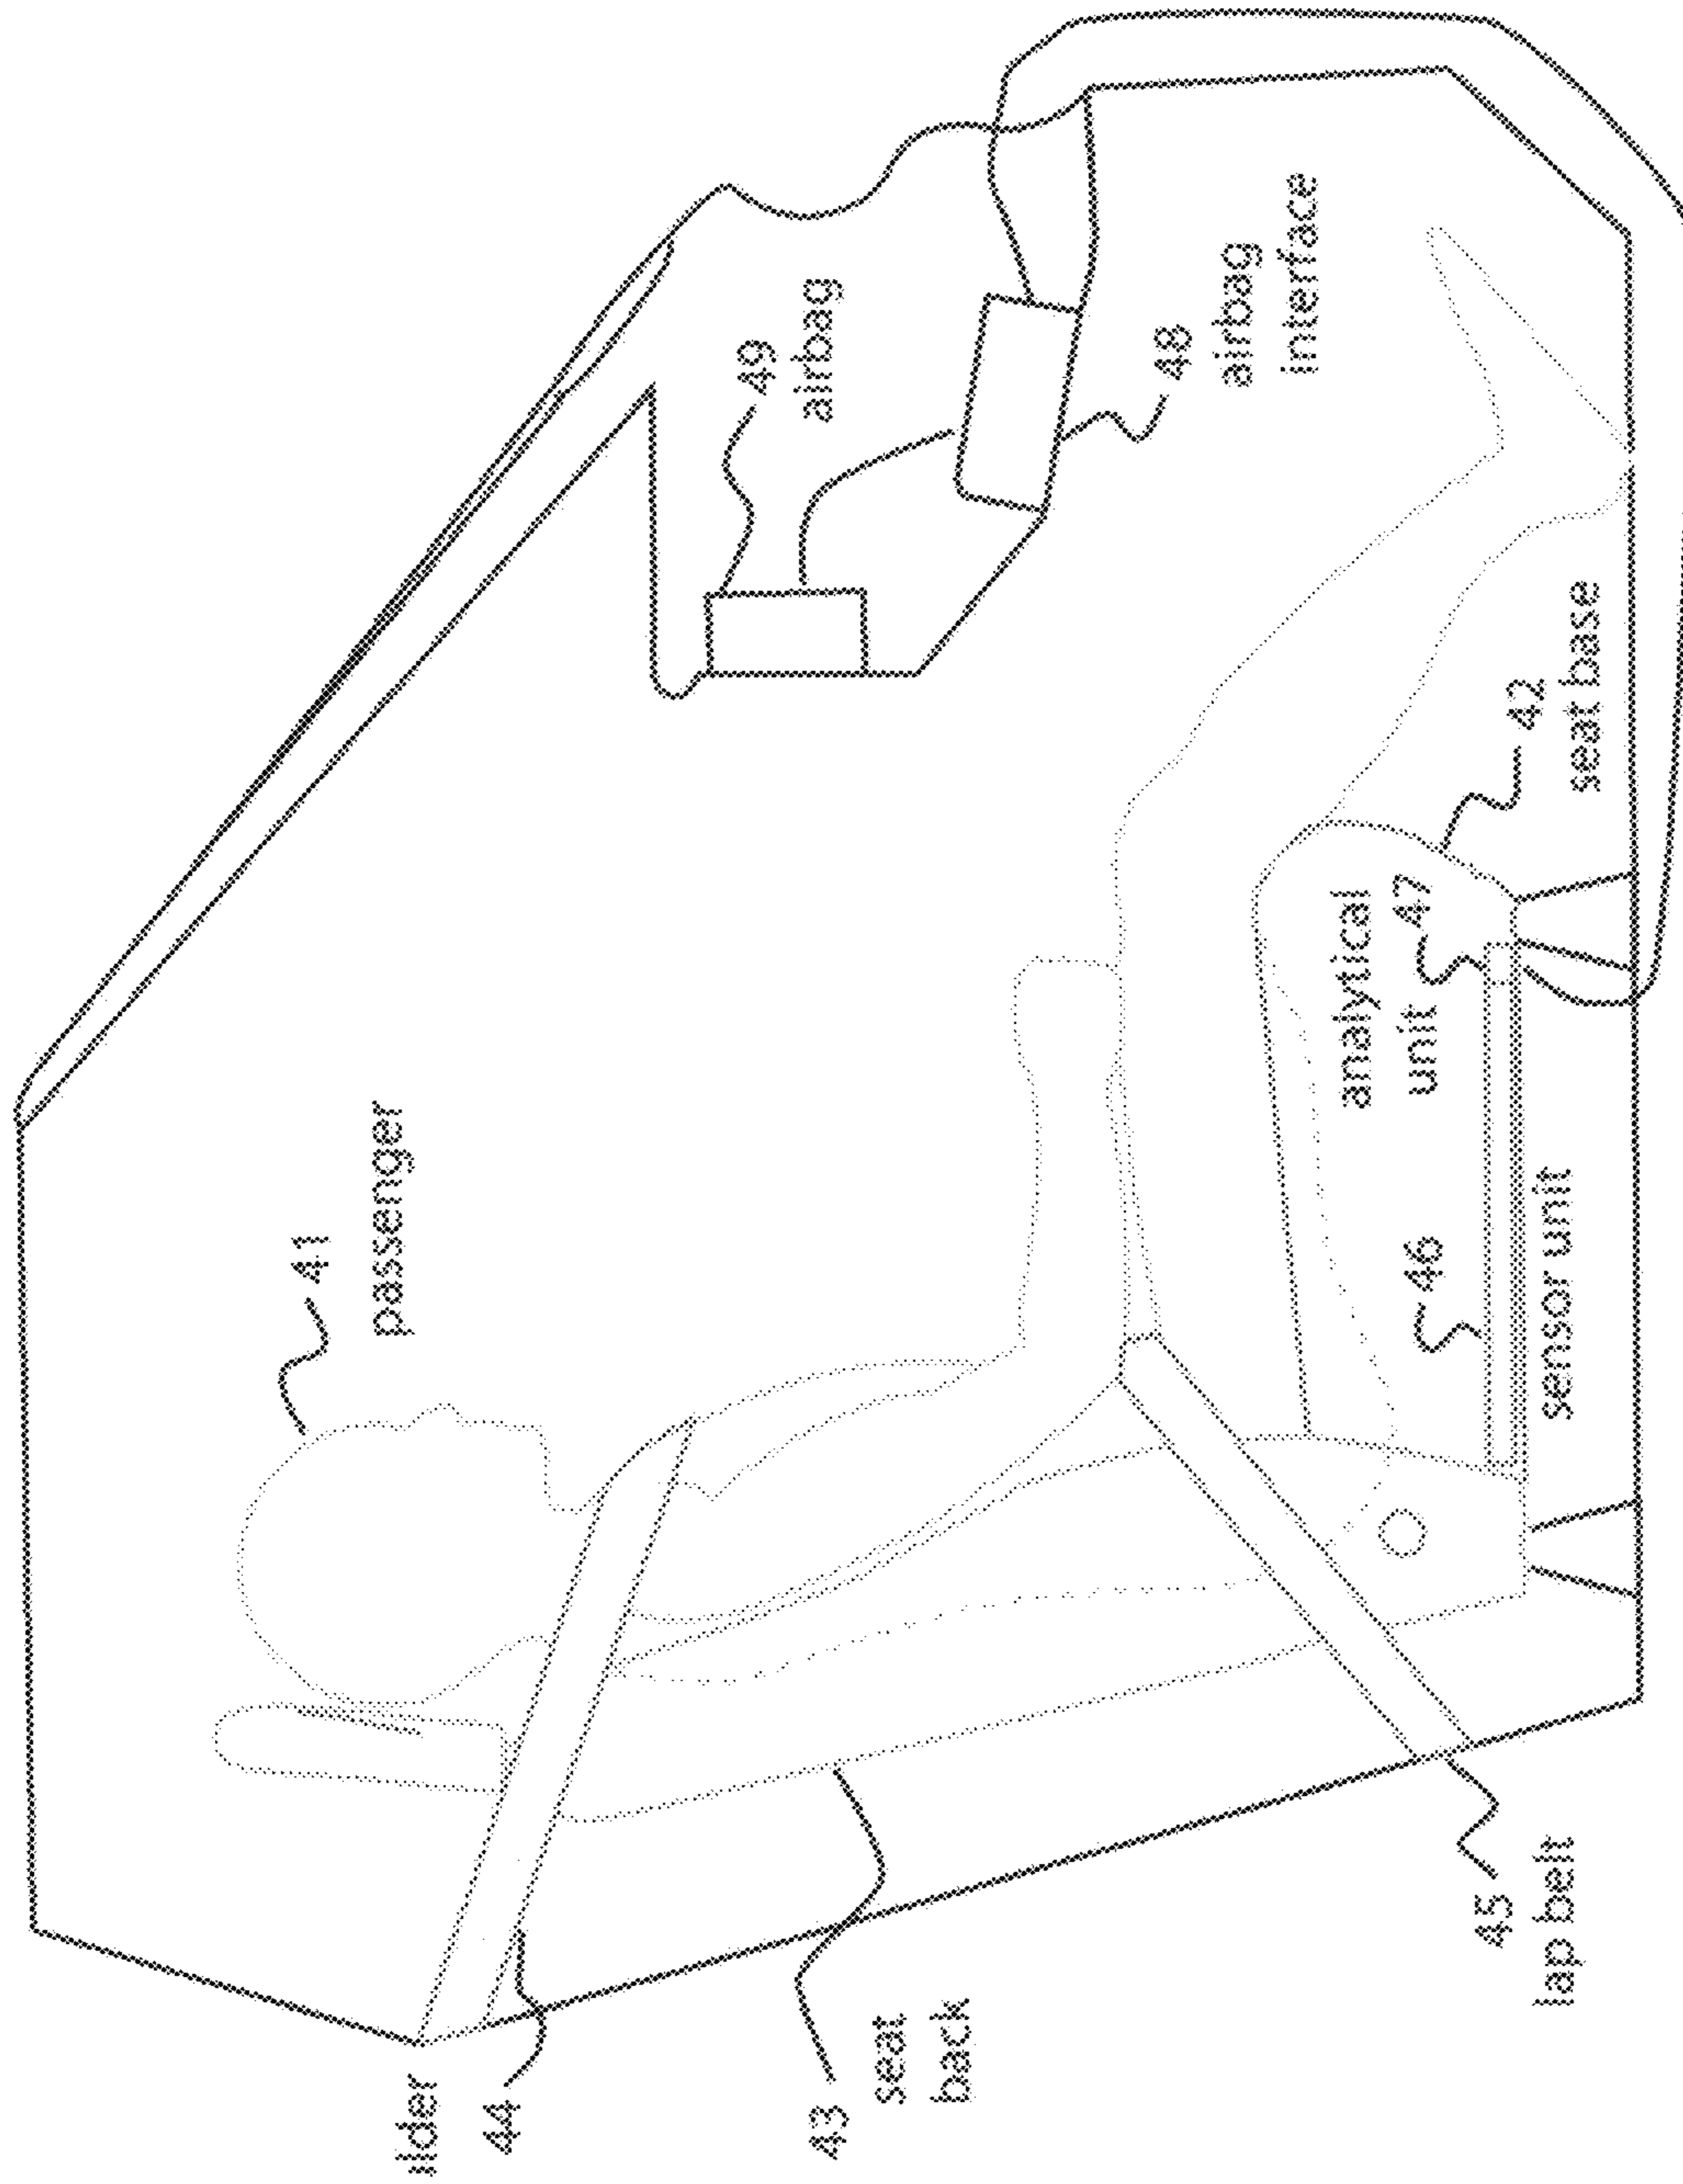 41
passenger
49
airbag
48
airbag
interface
ılder
44
43
seat
back
analytical
unit 47
42
seat base
46
sensor unit
45
lap belt